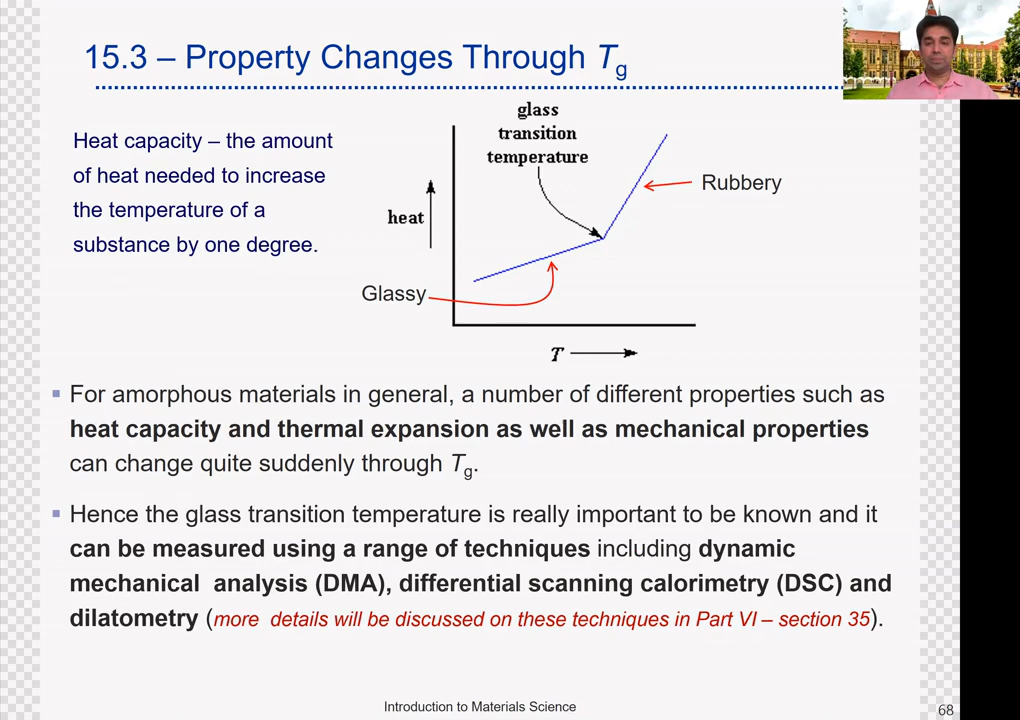 15.3 – Property Changes Through Tg
Heat capacity – the amount
of heat needed to increase
the temperature of a
substance by one degree.
glass
transition
temperature
heat
Rubbery
Glassy
T
▪ For amorphous materials in general, a number of different properties such as
heat capacity and thermal expansion as well as mechanical properties
can change quite suddenly through Tg.
▪ Hence the glass transition temperature is really important to be known and it
can be measured using a range of techniques including dynamic
mechanical analysis (DMA), differential scanning calorimetry (DSC) and
dilatometry (more details will be discussed on these techniques in Part VI – section 35).
Introduction to Materials Science
68